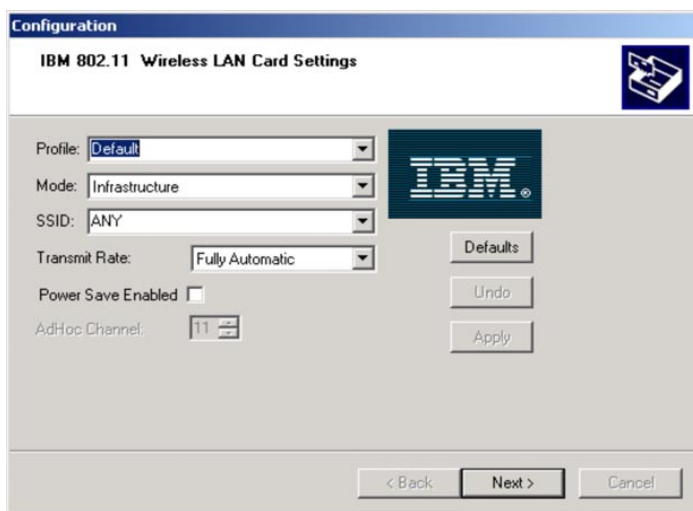 Configuration
IBM 802.11 Wireless LAN Card Settings
Profile: Default
Mode: Infrastructure
SSID: ANY
Transmit Rate: Fully Automatic
Power Save Enabled
AdHoc Channel: 11
IBM®
Defaults
Undo
Apply
< Back
Next >
Cancel